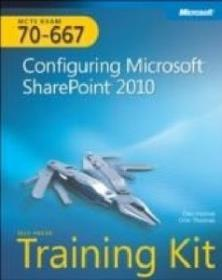 Microsoft
MCTS EXAM
70-667
Configuring Microsoft
SharePoint 2010
Training Kit